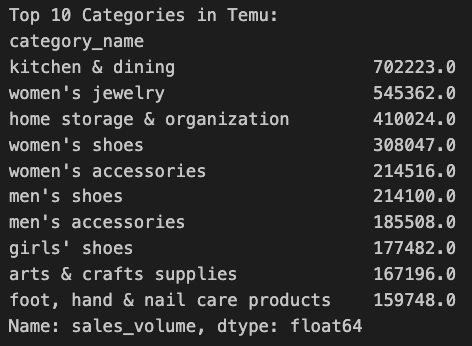 Top 10 Categories in Temu:
category_name
kitchen & dining                   702223.0
women's jewelry                    545362.0
home storage & organization        410024.0
women's shoes                      308047.0
women's accessories                214516.0
men's shoes                        214100.0
men's accessories                  185508.0
girls' shoes                       177482.0
arts & crafts supplies             167196.0
foot, hand & nail care products    159748.0
Name: sales_volume, dtype: float64